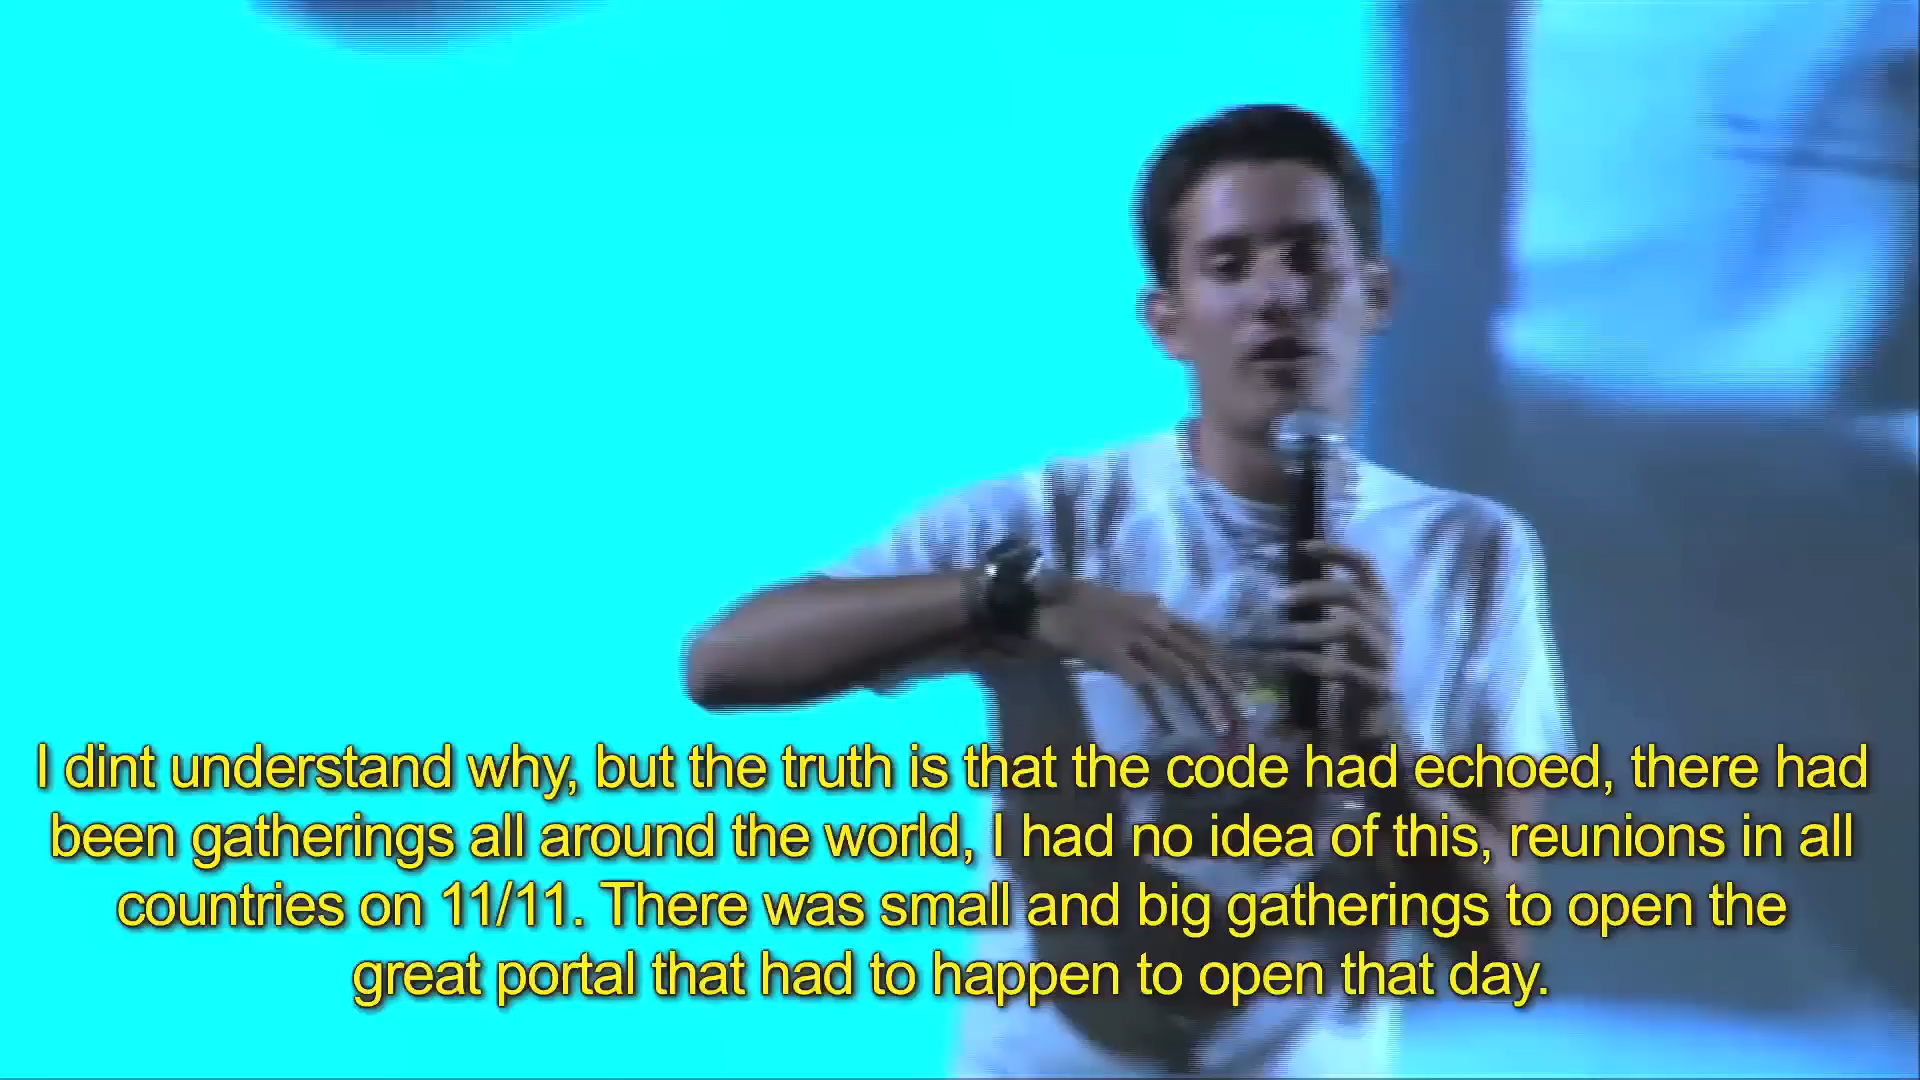 I dint understand why, but the truth is that the code had echoed, there had
been gatherings all around the world, I had no idea of this, reunions in all
countries on 11/11. There was small and big gatherings to open the
great portal that had to happen to open that day.